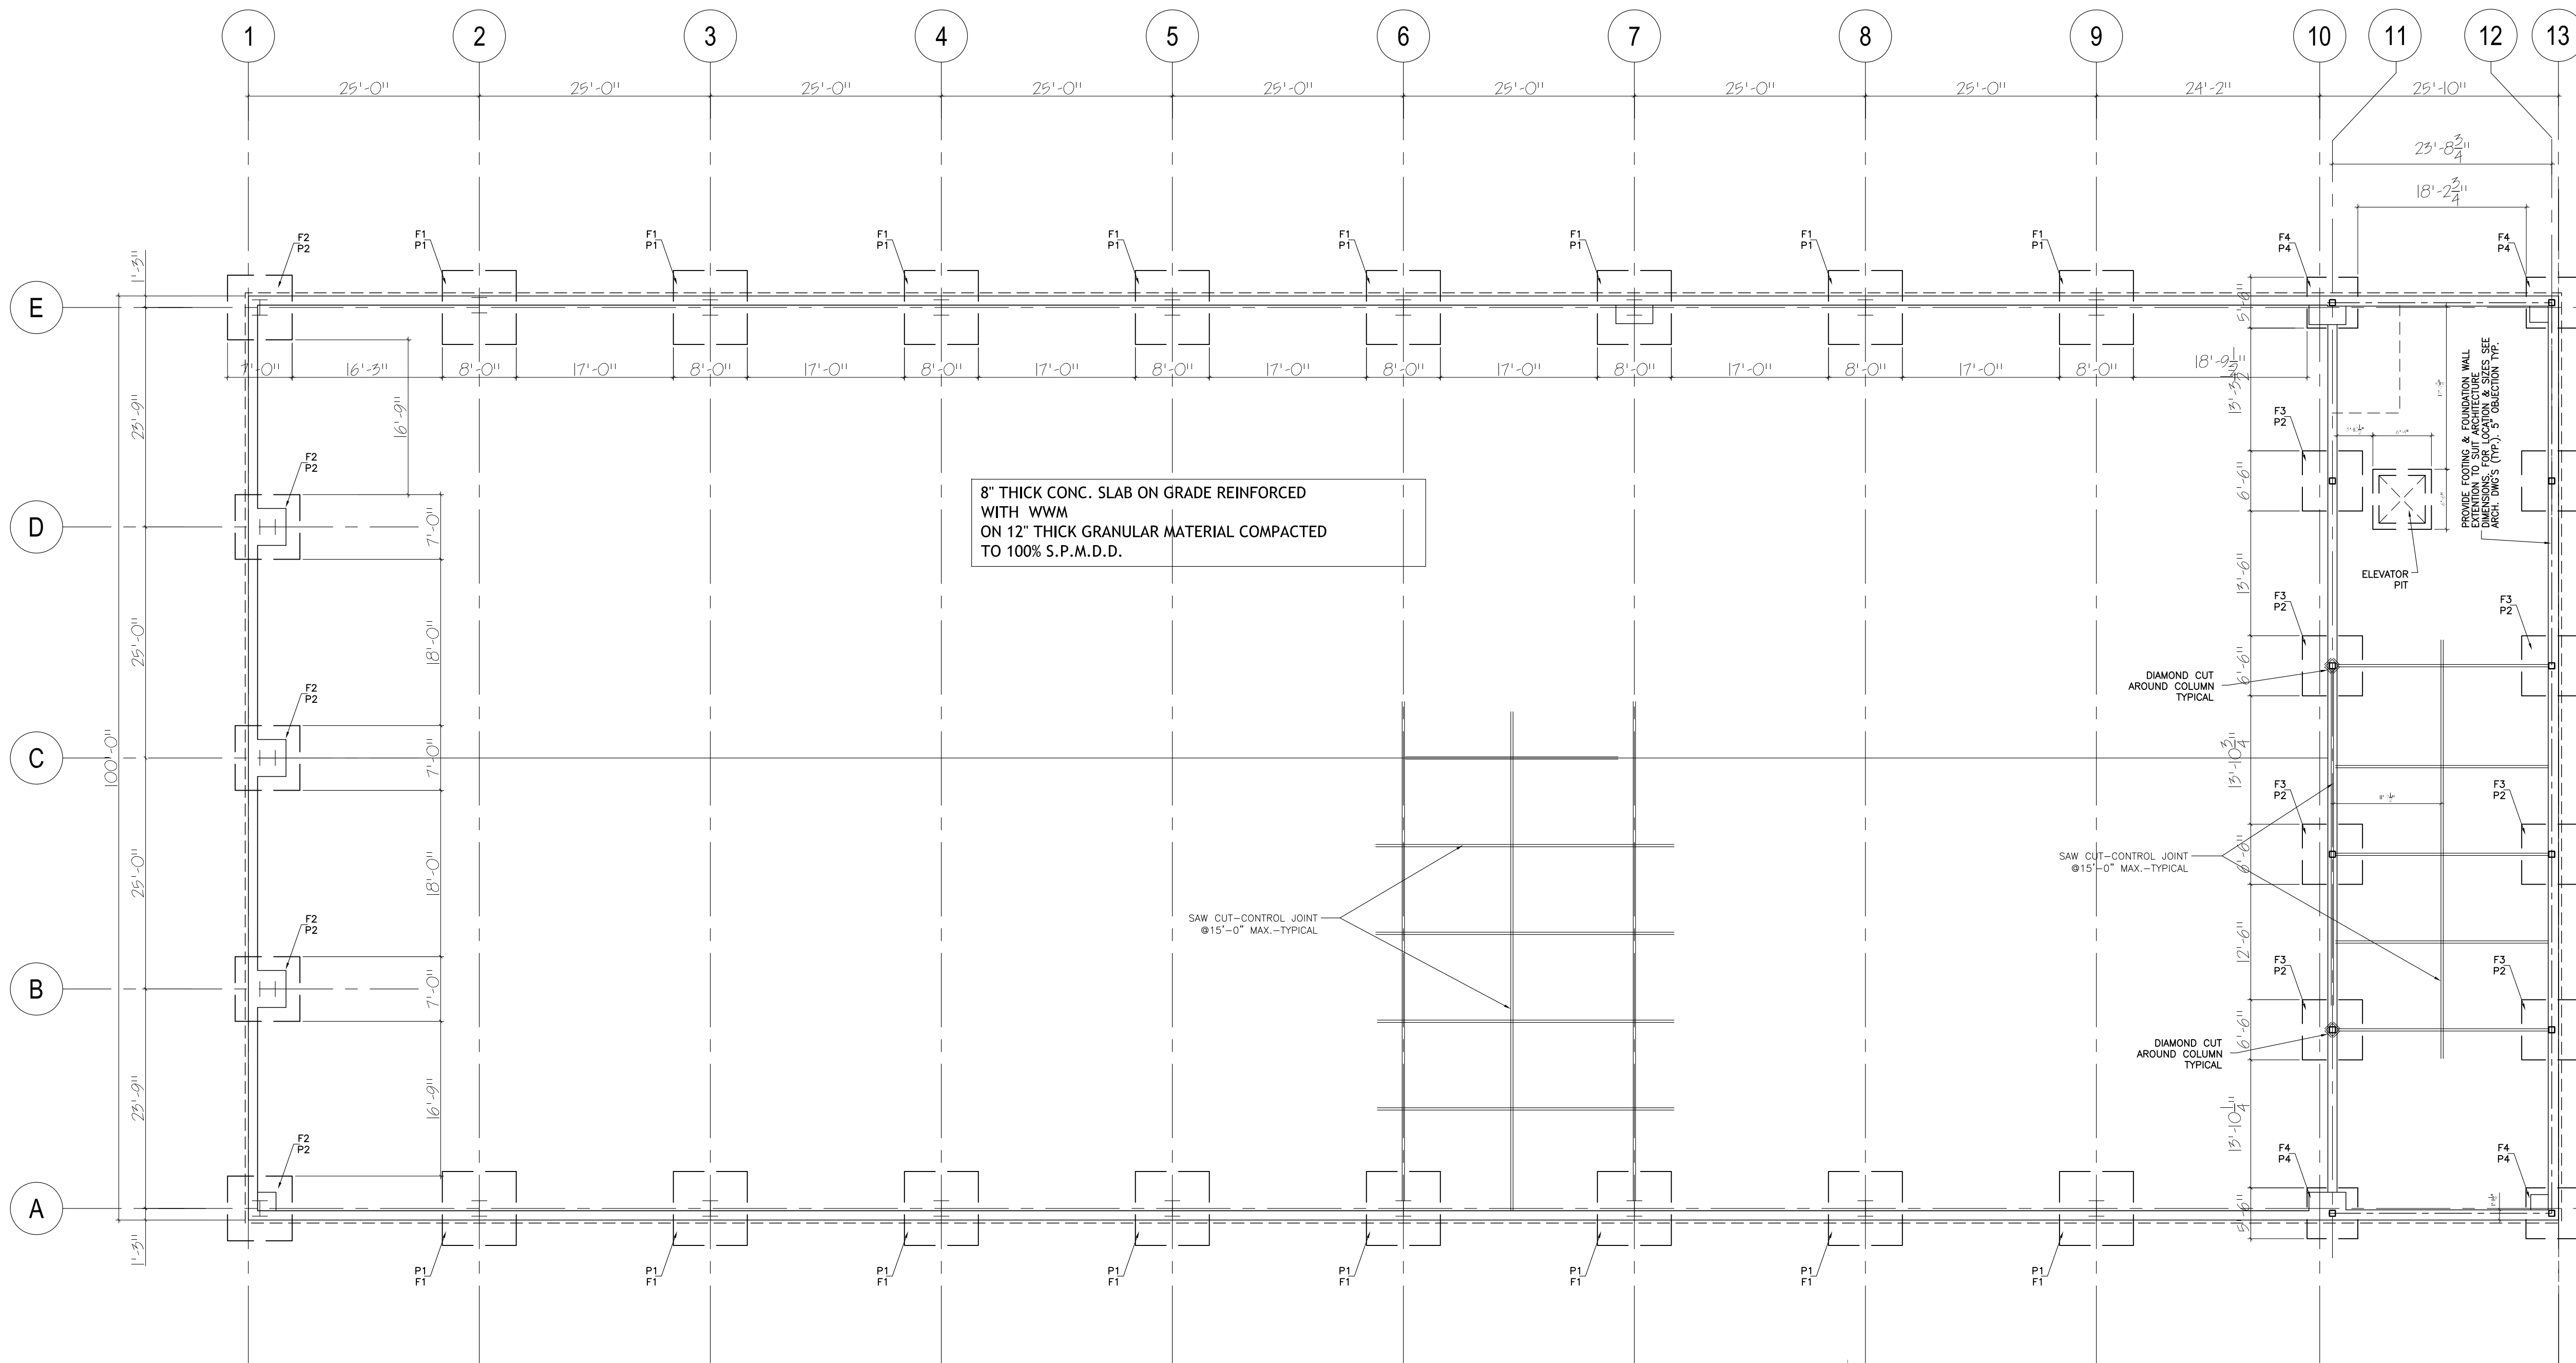 1
2
3
4
5
6
7
8
9
10
11
12
13
25'-0"
25'-0"
25'-0"
25'-0"
25'-0"
25'-0"
25'-0"
25'-0"
24'-2"
25'-10"
23'-8 3/4"
18'-2 3/4"
F2
P2
F1
P1
F1
P1
F1
P1
F1
P1
F1
P1
F1
P1
F1
P1
F1
P1
F4
P4
F4
P4
1'-3"
E
5'-6"
7'-0"
16'-3"
8'-0"
17'-0"
8'-0"
17'-0"
8'-0"
17'-0"
8'-0"
17'-0"
8'-0"
17'-0"
8'-0"
17'-0"
8'-0"
17'-0"
8'-0"
18'-9 1/2"
23'-9"
16'-9"
F3
P2
6'-6"
PROVIDE FOOTING & FOUNDATION WALL
EXTENTION TO SUIT ARCHITECTURE
DIMENSIONS. FOR LOCATION & SIZES SEE
ARCH. DWG'S (TYP.). 5" OBJECTION TYP.
F2
P2
8" THICK CONC. SLAB ON GRADE REINFORCED
WITH WWM
ON 12" THICK GRANULAR MATERIAL COMPACTED
TO 100% S.P.M.D.D.
D
7'-0"
13'-6"
ELEVATOR
PIT
25'-0"
18'-0"
F3
P2
F3
P2
F2
P2
6'-6"
DIAMOND CUT
AROUND COLUMN
TYPICAL
C
100'-0"
7'-0"
13'-10 3/4"
F3
P2
F3
P2
25'-0"
18'-0"
6'-6"
SAW CUT-CONTROL JOINT
@15'-0" MAX.-TYPICAL
SAW CUT-CONTROL JOINT
@15'-0" MAX.-TYPICAL
F2
P2
12'-6"
F3
P2
F3
P2
B
7'-0"
6'-6"
DIAMOND CUT
AROUND COLUMN
TYPICAL
23'-9"
16'-9"
13'-10 1/4"
F2
P2
F4
P4
F4
P4
A
5'-6"
1'-3"
P1
F1
P1
F1
P1
F1
P1
F1
P1
F1
P1
F1
P1
F1
P1
F1